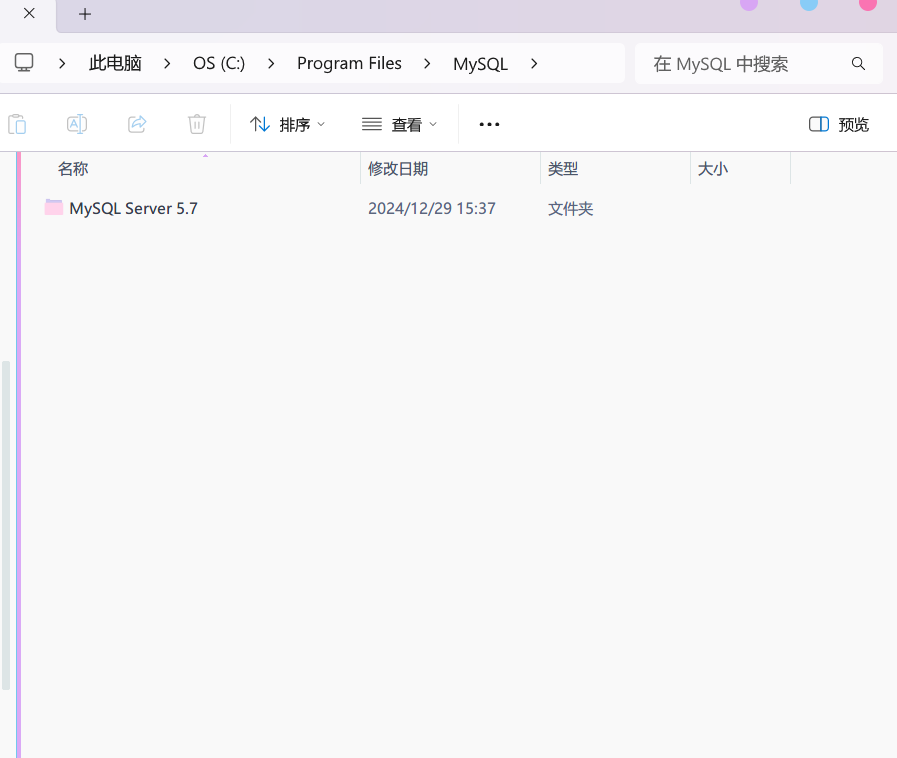 此电脑 > OS (C:) > Program Files > MySQL >
在 MySQL 中搜索
排序 查看 ... 预览
名称 修改日期 类型 大小
MySQL Server 5.7 2024/12/29 15:37 文件夹